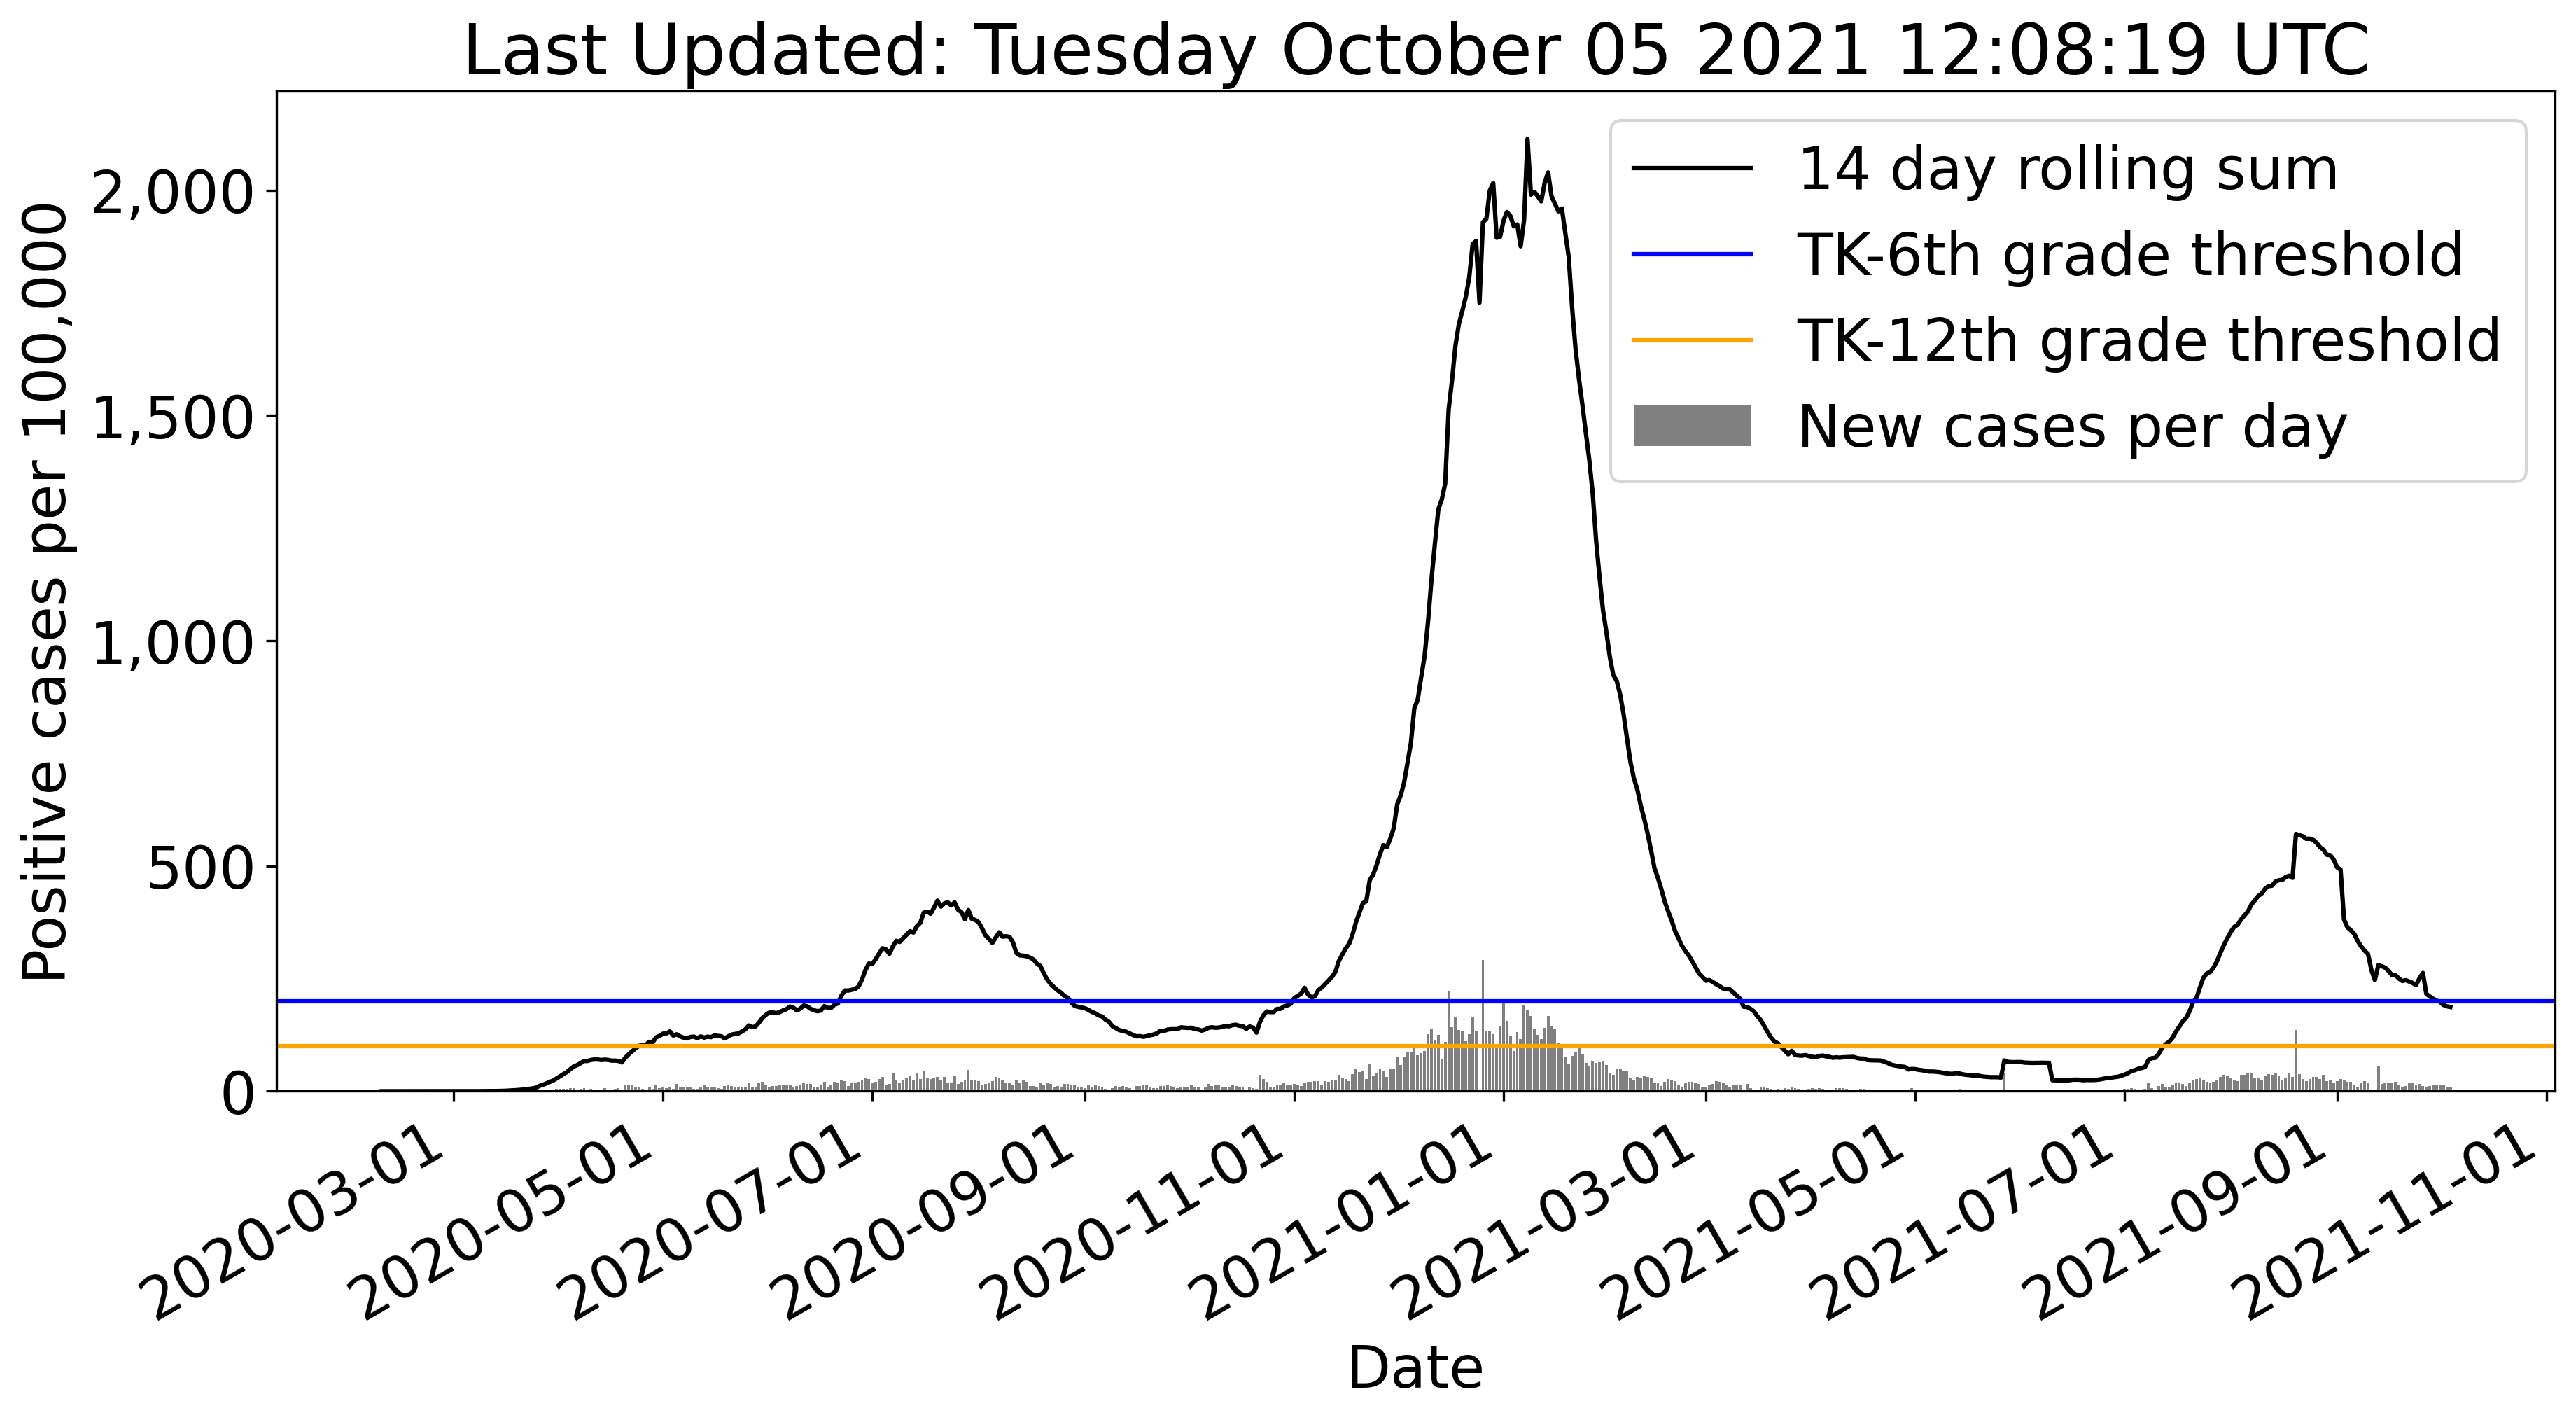 Last Updated: Tuesday October 05 2021 12:08:19 UTC
Positive cases per 100,000
2,000
1,500
1,000
500
0
14 day rolling sum
TK-6th grade threshold
TK-12th grade threshold
New cases per day
2020-03-01
2020-05-01
2020-07-01
2020-09-01
2020-11-01
2021-01-01
2021-03-01
2021-05-01
2021-07-01
2021-09-01
2021-11-01
Date